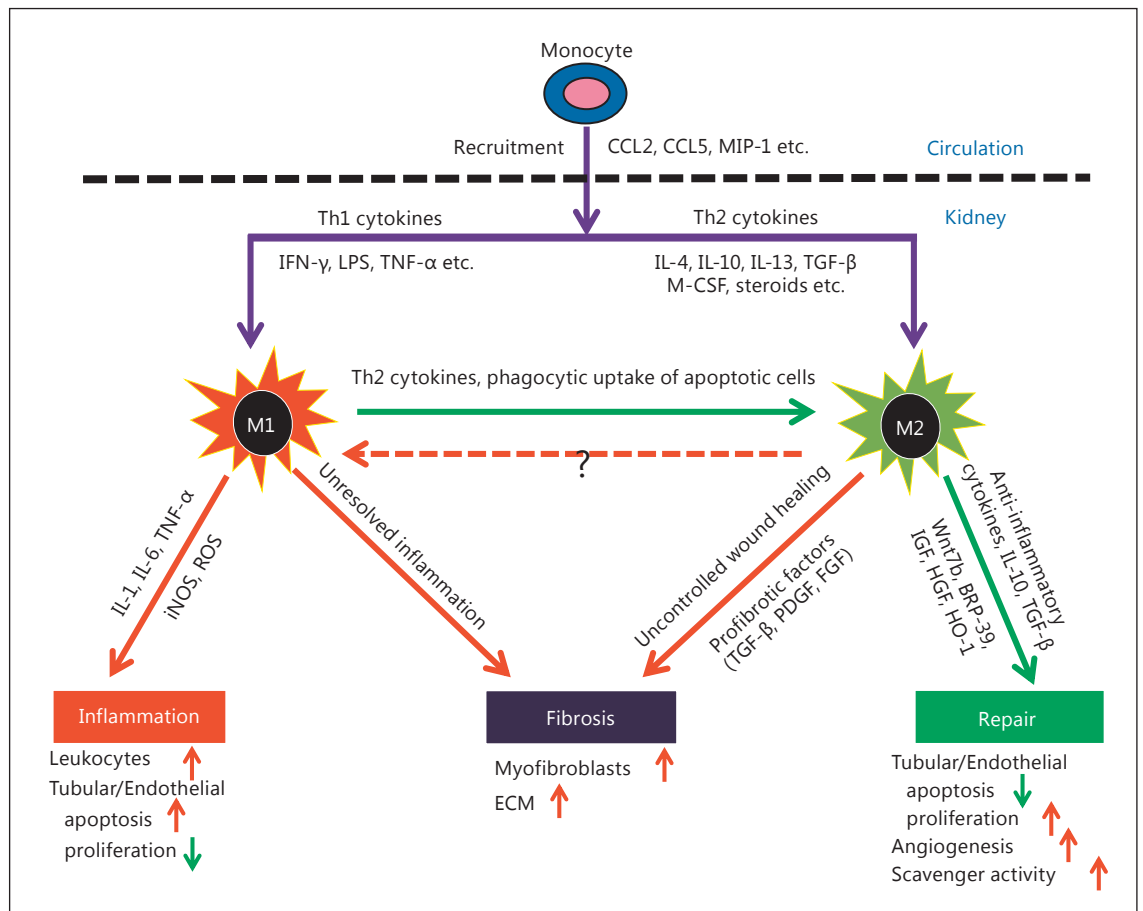 Monocyte
Recruitment
CCL2, CCL5, MIP-1 etc.
Circulation
Kidney
Th1 cytokines
Th2 cytokines
IFN-γ, LPS, TNF-α etc.
IL-4, IL-10, IL-13, TGF-β
M-CSF, steroids etc.
M1
Th2 cytokines, phagocytic uptake of apoptotic cells
M2
?
IL-1, IL-6, TNF-α
iNOS, ROS
Unresolved inflammation
Uncontrolled wound healing
Profibrotic factors
(TGF-β, PDGF, FGF)
Anti-inflammatory
cytokines, IL-10, TGF-β
Wnt7b, BRP-39,
IGF, HGF, HO-1
Inflammation
Leukocytes
Tubular/Endothelial
apoptosis
proliferation
Fibrosis
Myofibroblasts
ECM
Repair
Tubular/Endothelial
apoptosis
proliferation
Angiogenesis
Scavenger activity